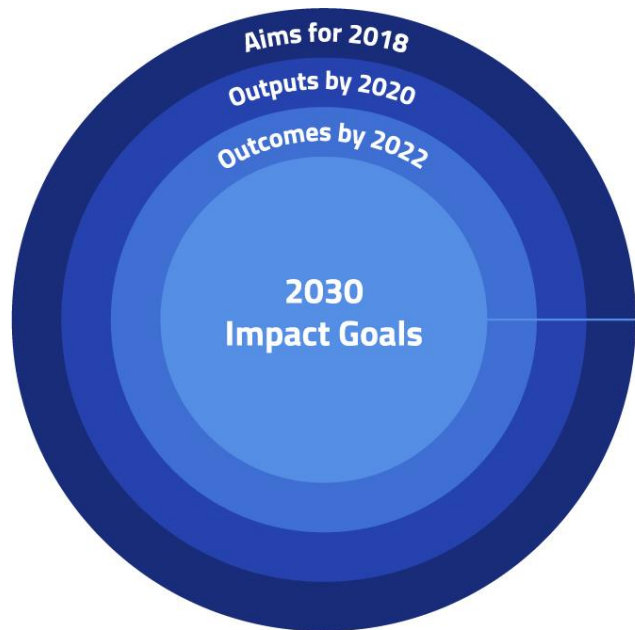 Aims for 2018
Outputs by 2020
Outcomes by 2022
2030
Impact Goals